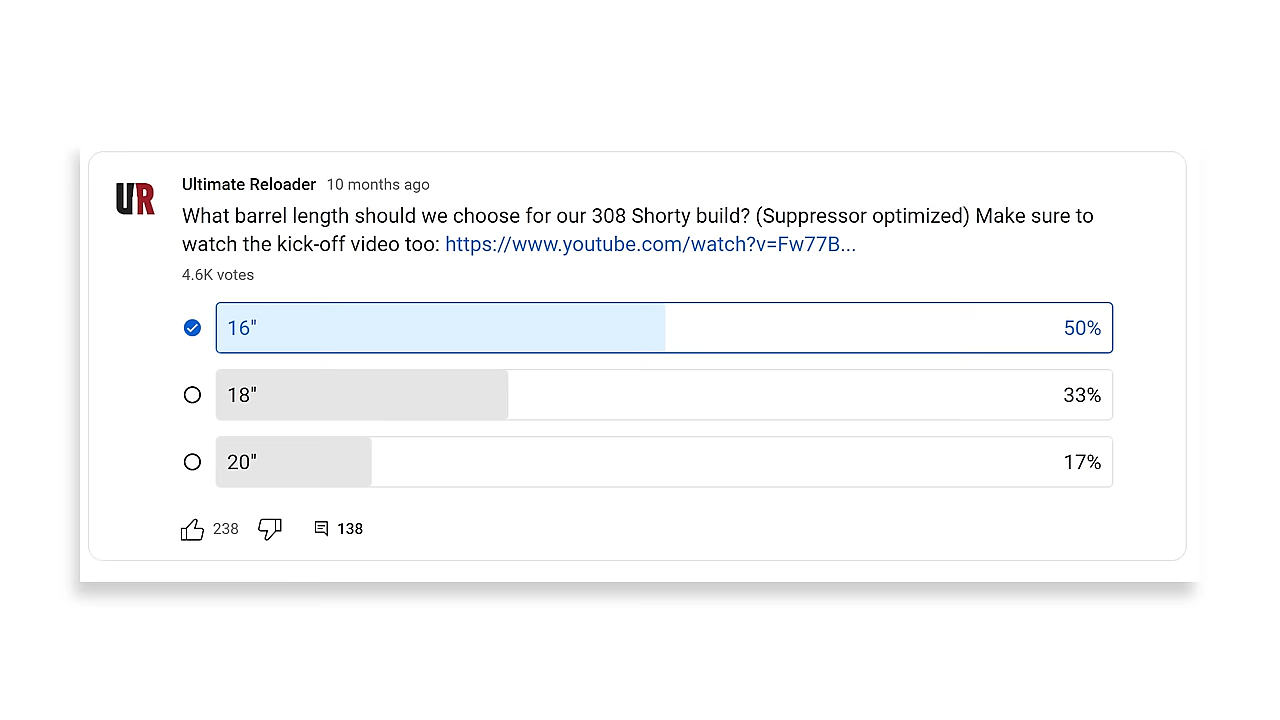 UR
Ultimate Reloader 10 months ago
What barrel length should we choose for our 308 Shorty build? (Suppressor optimized) Make sure to
watch the kick-off video too: https://www.youtube.com/watch?v=Fw77B...
4.6K votes
16" 50%
18" 33%
20" 17%
238 138